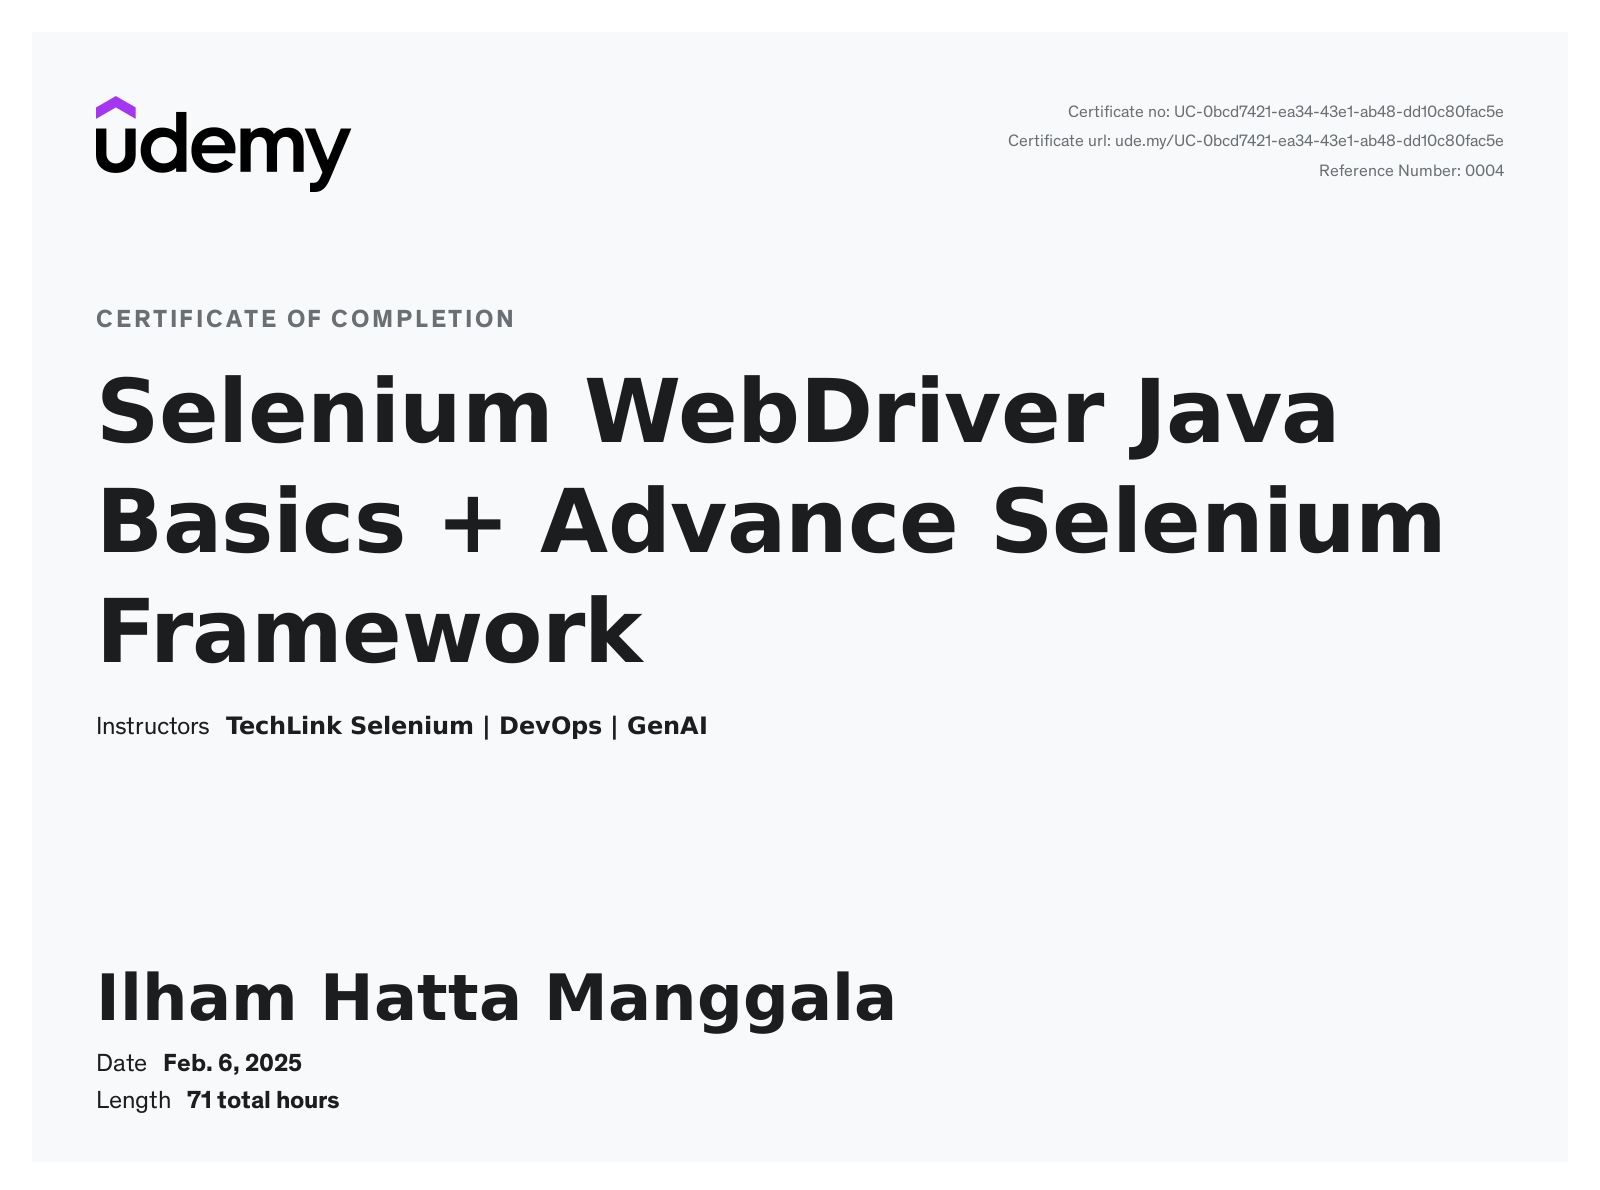 udemy
Certificate no: UC-0bcd7421-ea34-43e1-ab48-dd10c80fac5e
Certificate url: ude.my/UC-0bcd7421-ea34-43e1-ab48-dd10c80fac5e
Reference Number: 0004
CERTIFICATE OF COMPLETION
Selenium WebDriver Java
Basics + Advance Selenium
Framework
Instructors TechLink Selenium | DevOps | GenAI
Ilham Hatta Manggala
Date Feb. 6, 2025
Length 71 total hours